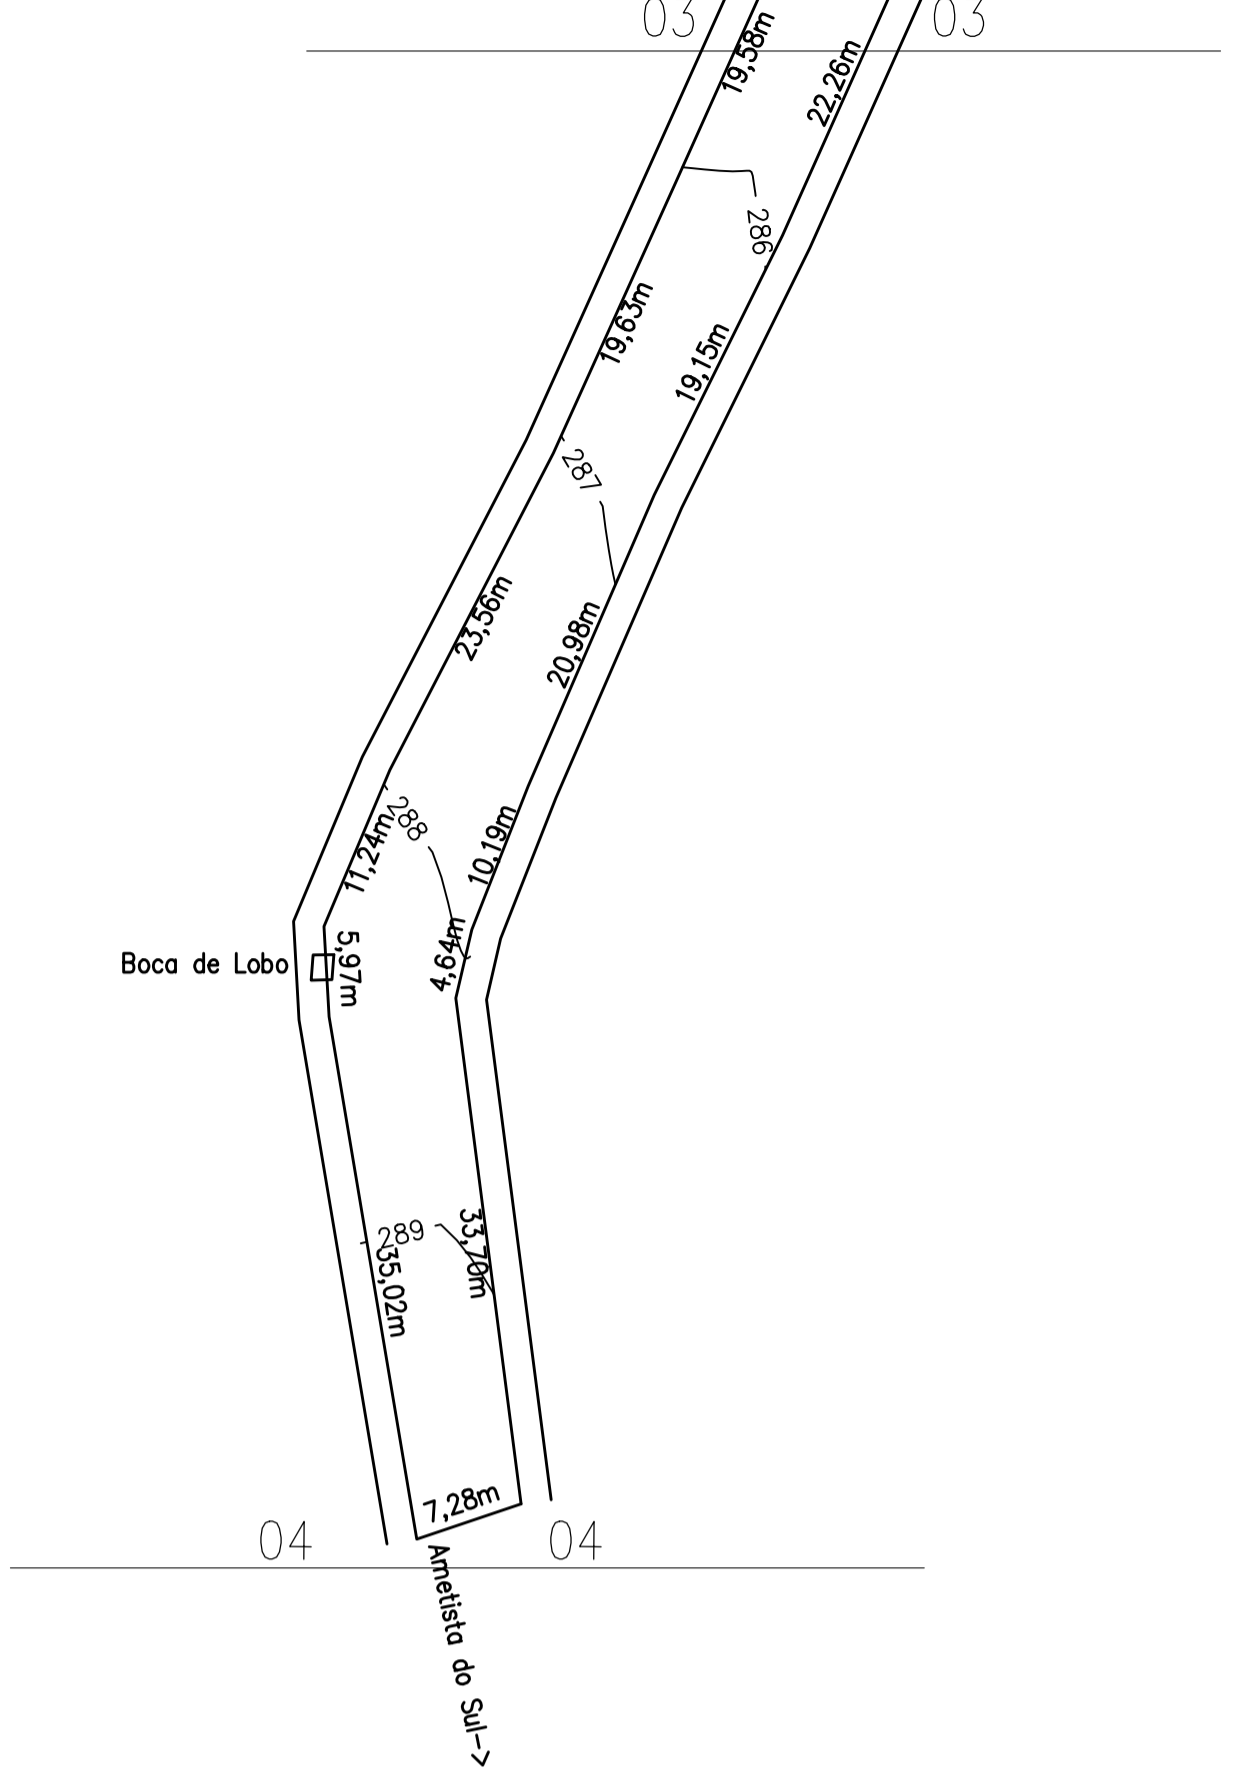 03
03
19,58m
22,26m
286
19,63m
19,15m
287
23,56m
20,98m
288
11,24m
10,19m
4,64m
5,97m
Boca de Lobo
289
33,70m
35,02m
7,28m
04
04
Ametista do Sul->